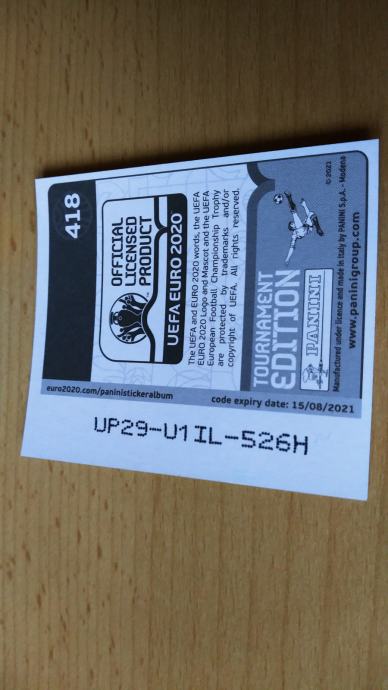 418
OFFICIAL
LICENSED
PRODUCT
UEFA EURO 2020
The UEFA and EURO 2020 words, the UEFA
EURO 2020 Logo and Mascot and the UEFA
European Football Championship Trophy
are protected by trademarks and/or
copyright of UEFA. All rights reserved.
TOURNAMENT
EDITION
PANINI
© 2021
Manufactured under licence and made in Italy by PANINI S.p.A. - Modena
www.paninigroup.com
euro2020.com/paninistickeralbum
code expiry date: 15/08/2021
UP29-U1IL-526H